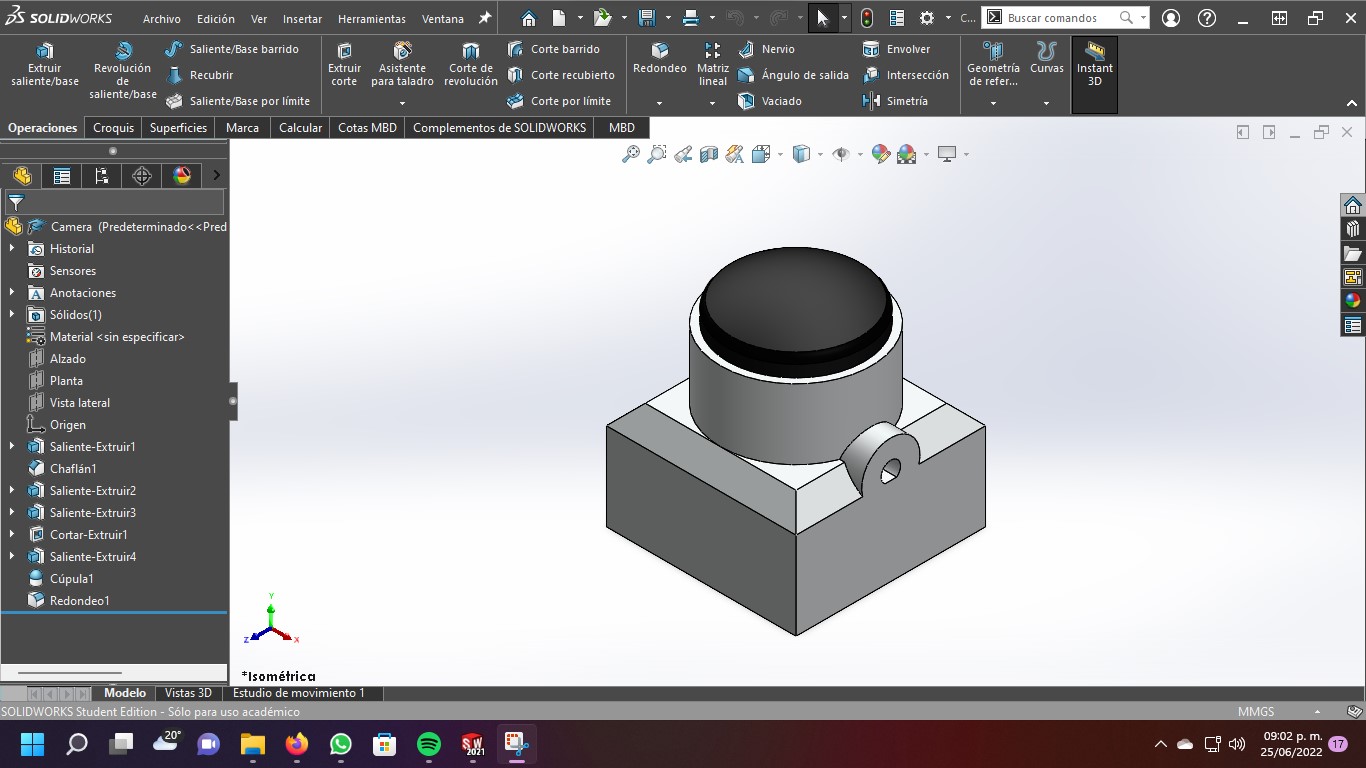 SOLIDWORKS
Archivo Edición Ver Insertar Herramientas Ventana
C...
Buscar comandos
Extruir saliente/base
Revolución de saliente/base
Saliente/Base barrido
Recubrir
Saliente/Base por límite
Extruir corte
Asistente para taladro
Corte de revolución
Corte barrido
Corte recubierto
Corte por límite
Redondeo
Matriz lineal
Nervio
Ángulo de salida
Vaciado
Envolver
Intersección
Simetría
Geometría de refer...
Curvas
Instant 3D
Operaciones Croquis Superficies Marca Calcular Cotas MBD Complementos de SOLIDWORKS MBD
Camera (Predeterminado<<Pred
Historial
Sensores
Anotaciones
Sólidos(1)
Material <sin especificar>
Alzado
Planta
Vista lateral
Origen
Saliente-Extruir1
Chaflán1
Saliente-Extruir2
Saliente-Extruir3
Cortar-Extruir1
Saliente-Extruir4
Cúpula1
Redondeo1
Y
Z
X
*Isométrica
Modelo Vistas 3D Estudio de movimiento 1
SOLIDWORKS Student Edition - Sólo para uso académico
MMGS
20°
SW
2021
09:02 p. m.
25/06/2022
17